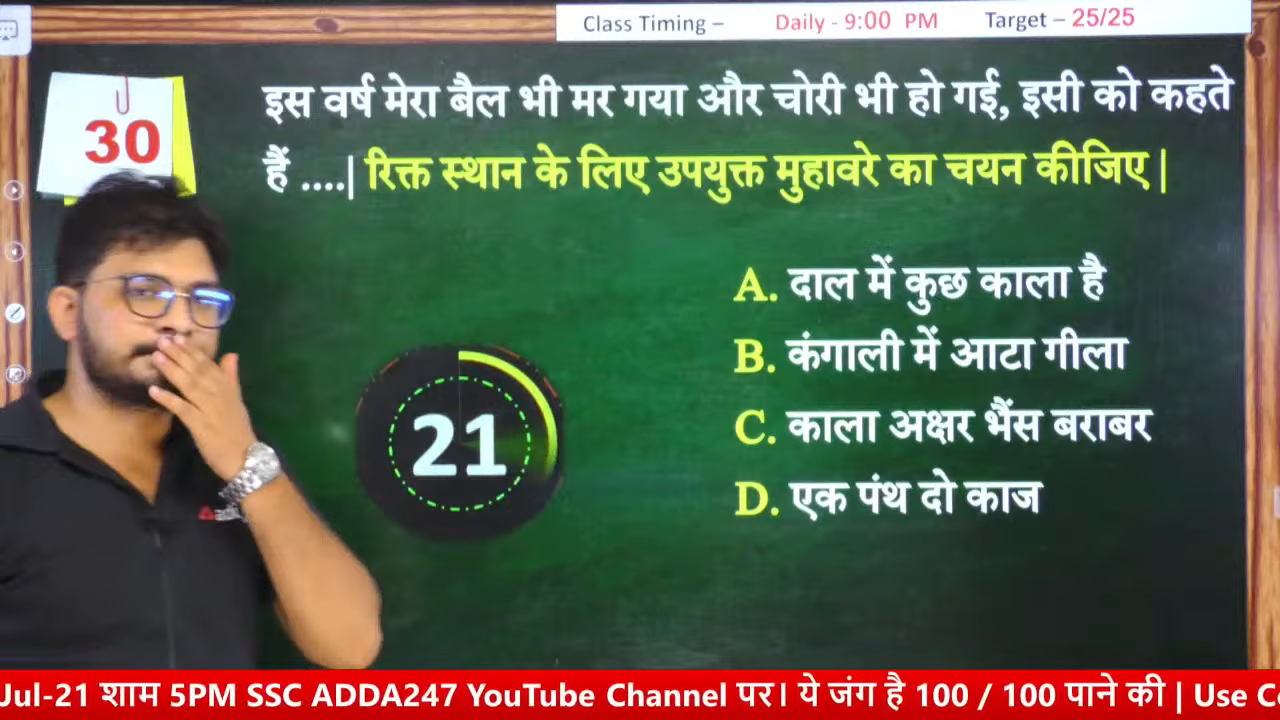 Class Timing – Daily - 9:00 PM Target – 25/25
30
इस वर्ष मेरा बैल भी मर गया और चोरी भी हो गई, इसी को कहते
हैं ....| रिक्त स्थान के लिए उपयुक्त मुहावरे का चयन कीजिए |
A. दाल में कुछ काला है
B. कंगाली में आटा गीला
C. काला अक्षर भैंस बराबर
D. एक पंथ दो काज
21
Jul-21 शाम 5PM SSC ADDA247 YouTube Channel पर। ये जंग है 100 / 100 पाने की | Use